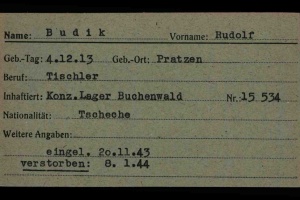 Name: Budik Vorname: Rudolf
Geb.-Tag: 4.12.13 Geb.-Ort: Pratzen
Beruf: Tischler
Inhaftiert: Konz.Lager Buchenwald Nr. 15 534
Nationalität: Tscheche
Weitere Angaben:
eingel. 20.11.43
verstorben: 8. 1.44